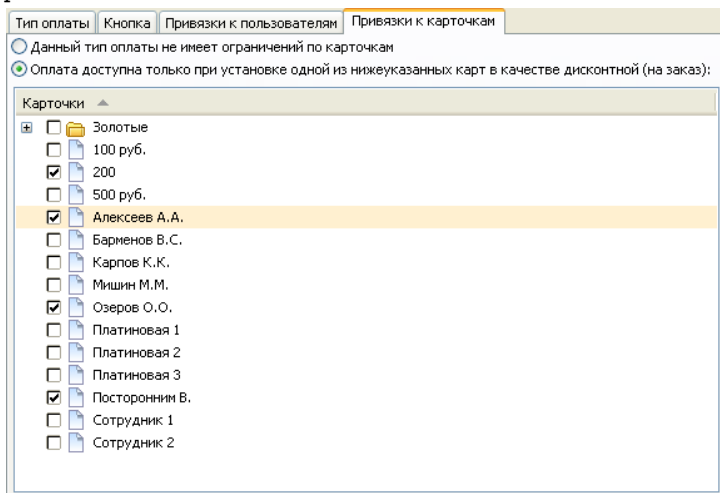 Тип оплаты Кнопка Привязки к пользователям Привязки к карточкам
Данный тип оплаты не имеет ограничений по карточкам
Оплата доступна только при установке одной из нижеуказанных карт в качестве дисконтной (на заказ):
Карточки
Золотые
100 руб.
200
500 руб.
Алексеев А.А.
Барменов В.С.
Карпов К.К.
Мишин М.М.
Озеров О.О.
Платиновая 1
Платиновая 2
Платиновая 3
Посторонним В.
Сотрудник 1
Сотрудник 2